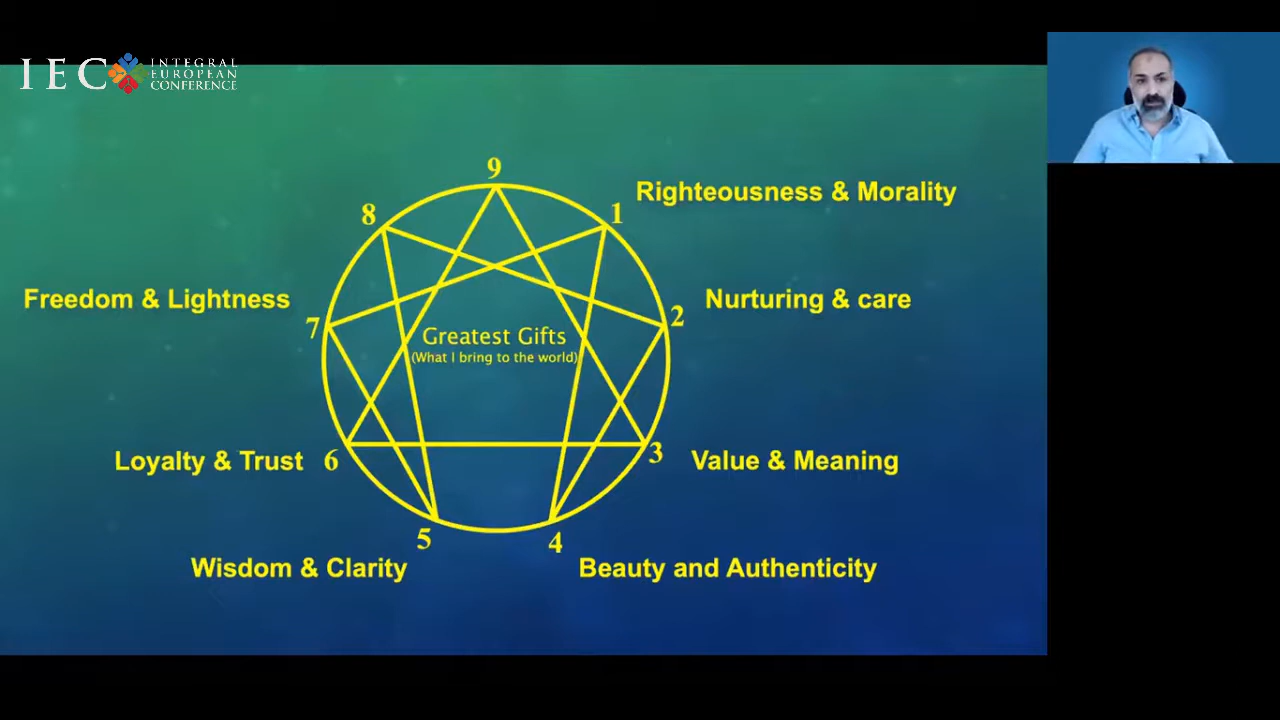 IEC INTEGRAL
EUROPEAN
CONFERENCE
9
8
1
Righteousness & Morality
Freedom & Lightness
7
2
Nurturing & care
Greatest Gifts
(What I bring to the world)
Loyalty & Trust 6
3
Value & Meaning
5
4
Wisdom & Clarity
Beauty and Authenticity